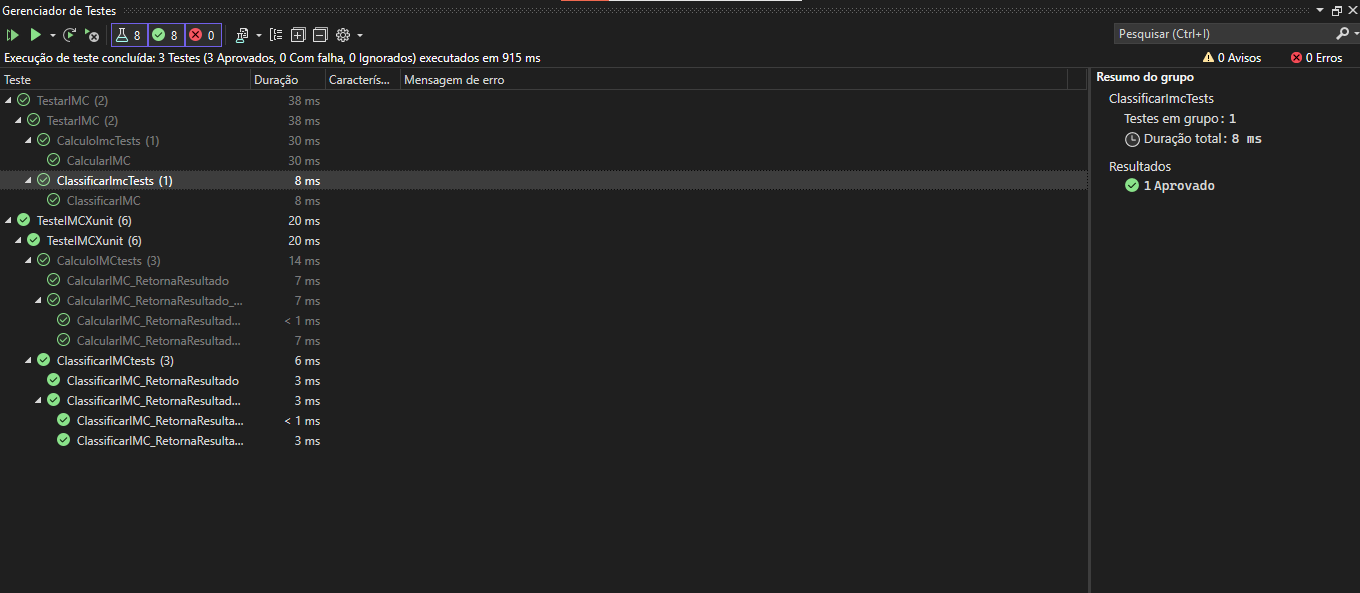 Gerenciador de Testes
8 8 0
Pesquisar (Ctrl+I)
Execução de teste concluída: 3 Testes (3 Aprovados, 0 Com falha, 0 Ignorados) executados em 915 ms
0 Avisos 0 Erros
Teste Duração Caracterís... Mensagem de erro
TestarIMC (2) 38 ms
TestarIMC (2) 38 ms
CalculoImcTests (1) 30 ms
CalcularIMC 30 ms
ClassificarImcTests (1) 8 ms
ClassificarIMC 8 ms
TesteIMCXunit (6) 20 ms
TesteIMCXunit (6) 20 ms
CalculoIMCtests (3) 14 ms
CalcularIMC_RetornaResultado 7 ms
CalcularIMC_RetornaResultado_... 7 ms
CalcularIMC_RetornaResultad... < 1 ms
CalcularIMC_RetornaResultad... 7 ms
ClassificarIMCtests (3) 6 ms
ClassificarIMC_RetornaResultado 3 ms
ClassificarIMC_RetornaResultad... 3 ms
ClassificarIMC_RetornaResulta... < 1 ms
ClassificarIMC_RetornaResulta... 3 ms
Resumo do grupo
ClassificarImcTests
Testes em grupo: 1
Duração total: 8 ms
Resultados
1 Aprovado